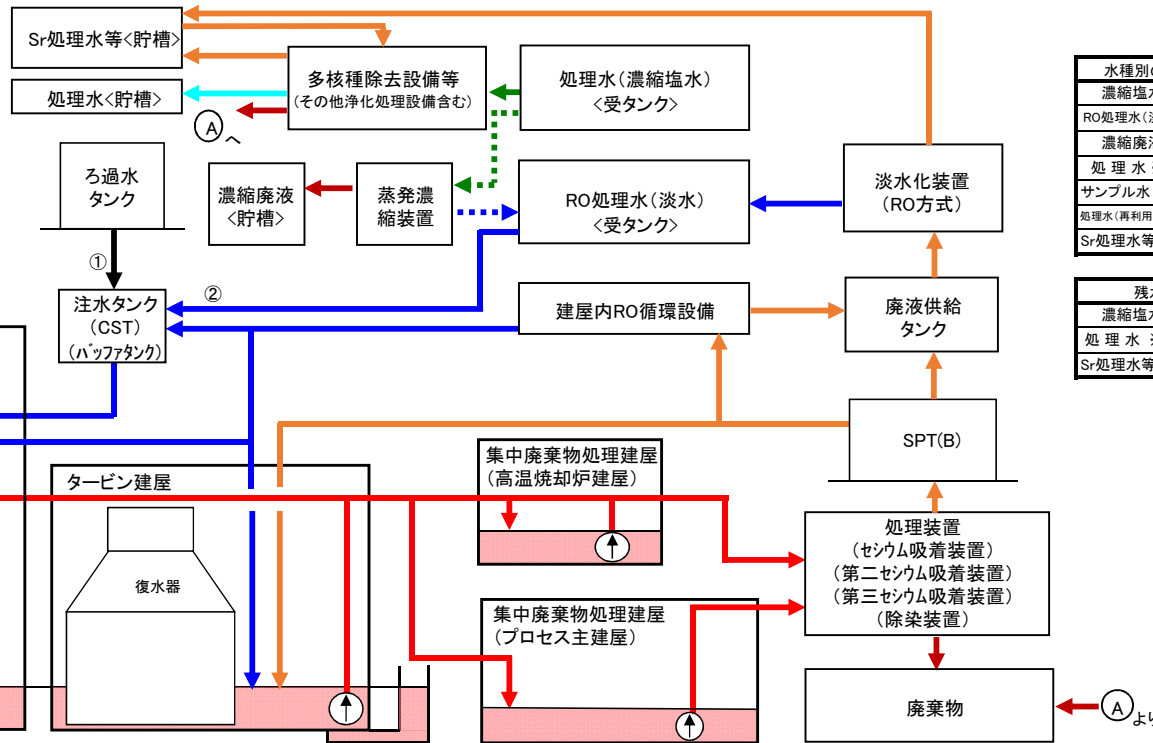 Sr処理水等<貯槽>
処理水<貯槽>
多核種除去設備等
(その他浄化処理設備含む)
Aへ
処理水(濃縮塩水)
<受タンク>
ろ過水
タンク
濃縮廃液
<貯槽>
蒸発濃
縮装置
RO処理水(淡水)
<受タンク>
淡水化装置
(RO方式)
①
②
注水タンク
(CST)
(バッファタンク)
建屋内RO循環設備
廃液供給
タンク
SPT(B)
タービン建屋
復水器
集中廃棄物処理建屋
(高温焼却炉建屋)
集中廃棄物処理建屋
(プロセス主建屋)
処理装置
(セシウム吸着装置)
(第二セシウム吸着装置)
(第三セシウム吸着装置)
(除染装置)
廃棄物
Aより
水種別
濃縮塩水
RO処理水(淡
濃縮廃液
処理水
サンプル水
処理水(再利用
Sr処理水等
残
濃縮塩水
処理水
Sr処理水等